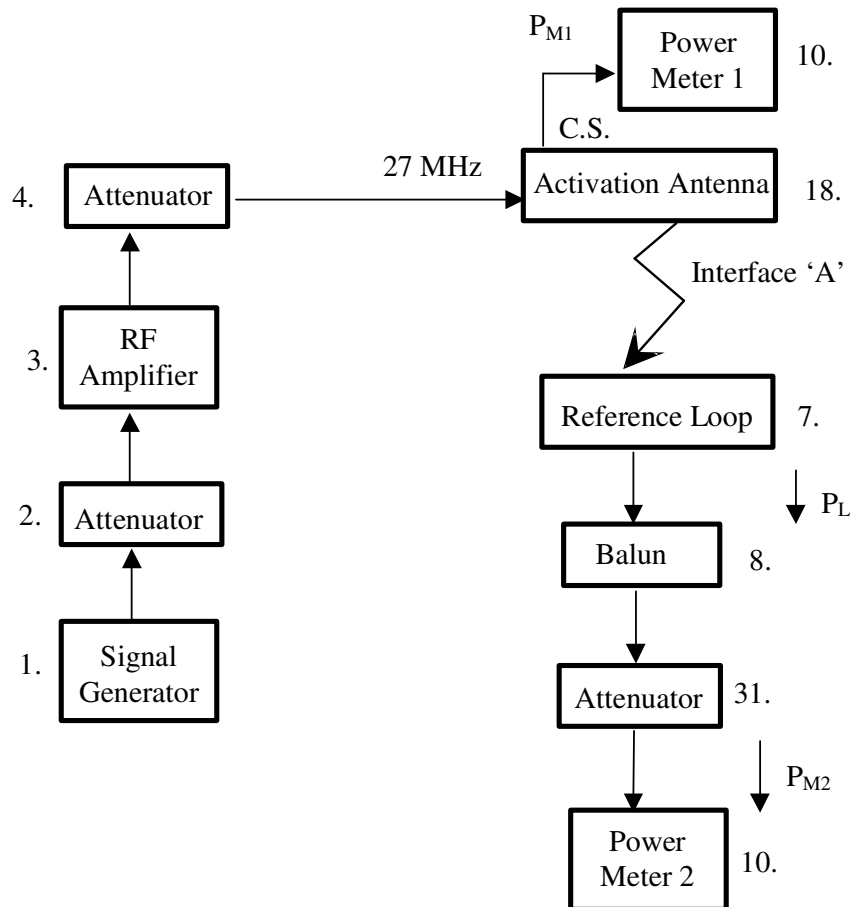 P_M1
Power
Meter 1
10.
C.S.
27 MHz
4.
Attenuator
Activation Antenna
18.
Interface ‘A’
3.
RF
Amplifier
Reference Loop
7.
2.
Attenuator
P_L
Balun
8.
1.
Signal
Generator
Attenuator
31.
P_M2
Power
Meter 2
10.